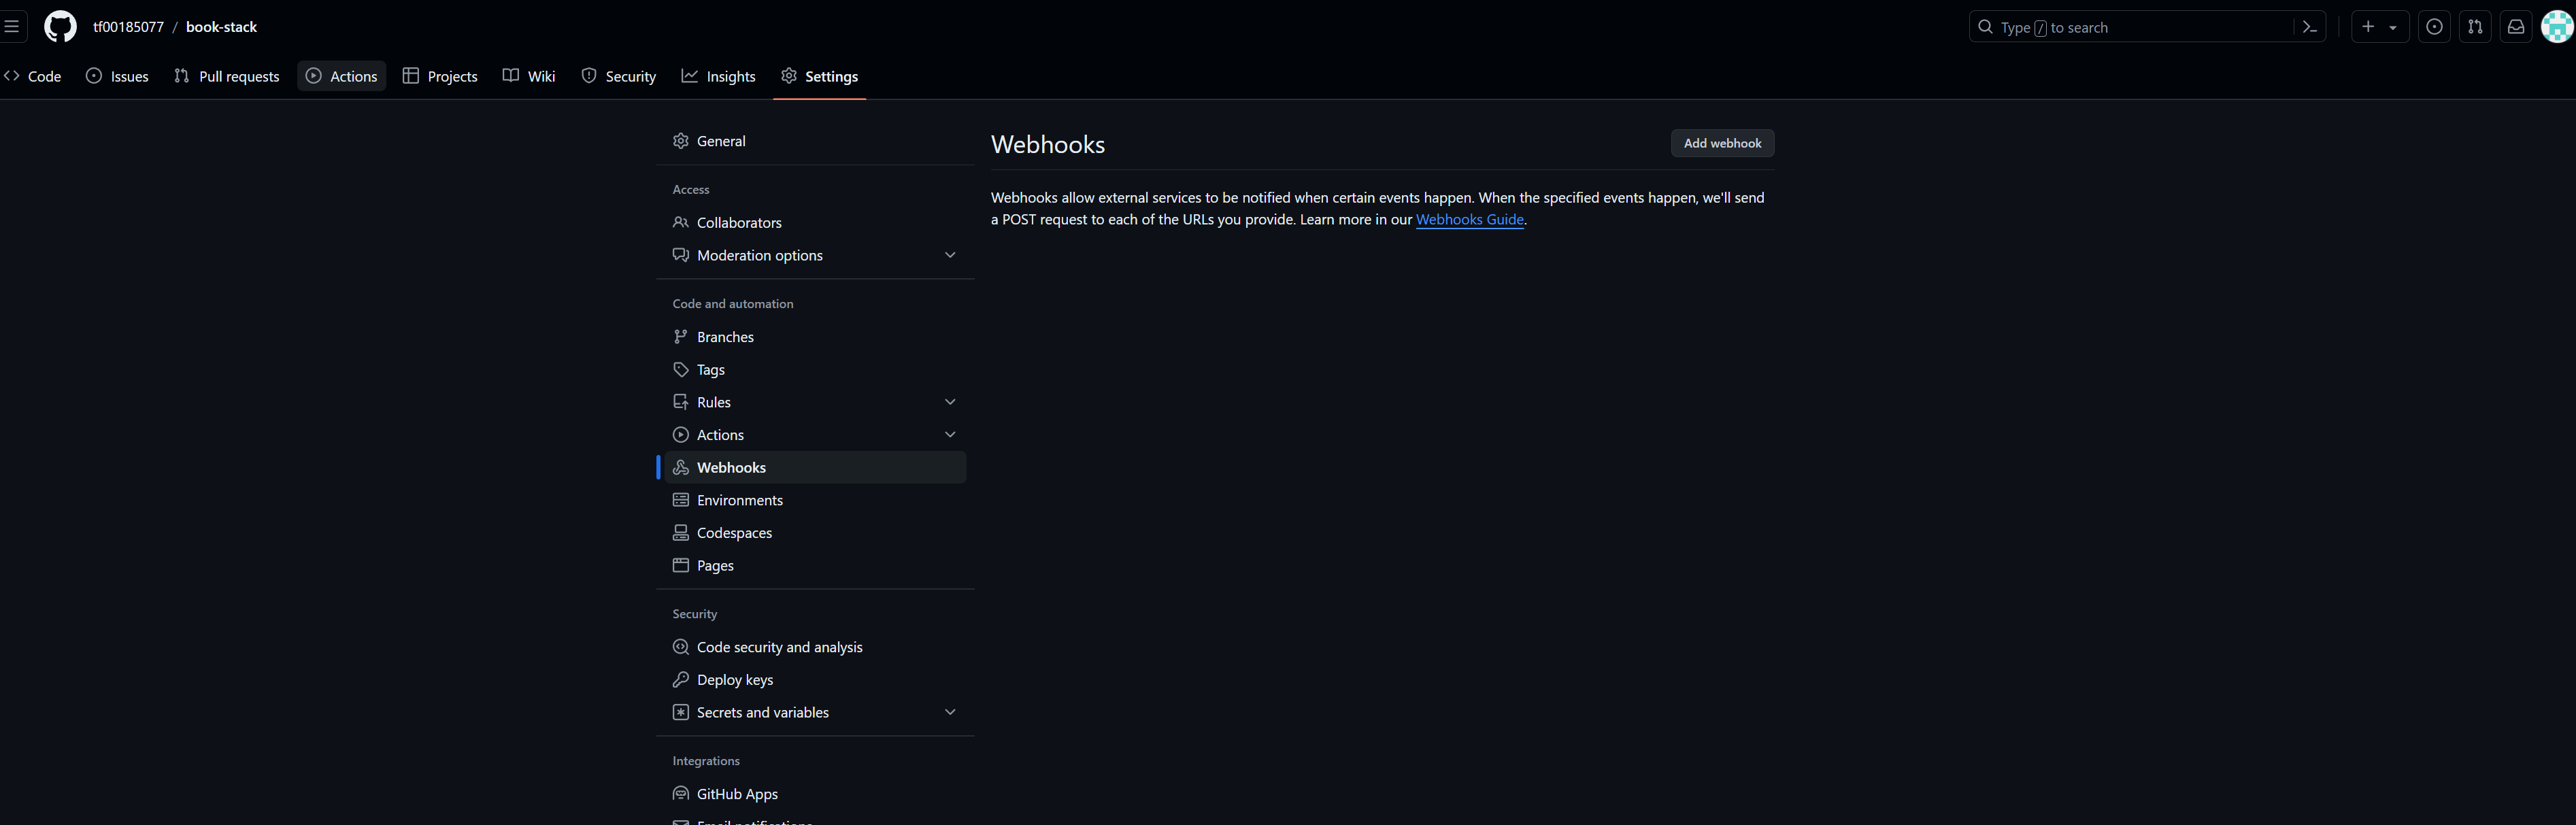 tf00185077 / book-stack
Type / to search
Code
Issues
Pull requests
Actions
Projects
Wiki
Security
Insights
Settings
General
Access
Collaborators
Moderation options
Code and automation
Branches
Tags
Rules
Actions
Webhooks
Environments
Codespaces
Pages
Security
Code security and analysis
Deploy keys
Secrets and variables
Integrations
GitHub Apps
Email notifications
Webhooks
Add webhook
Webhooks allow external services to be notified when certain events happen. When the specified events happen, we'll send
a POST request to each of the URLs you provide. Learn more in our Webhooks Guide.